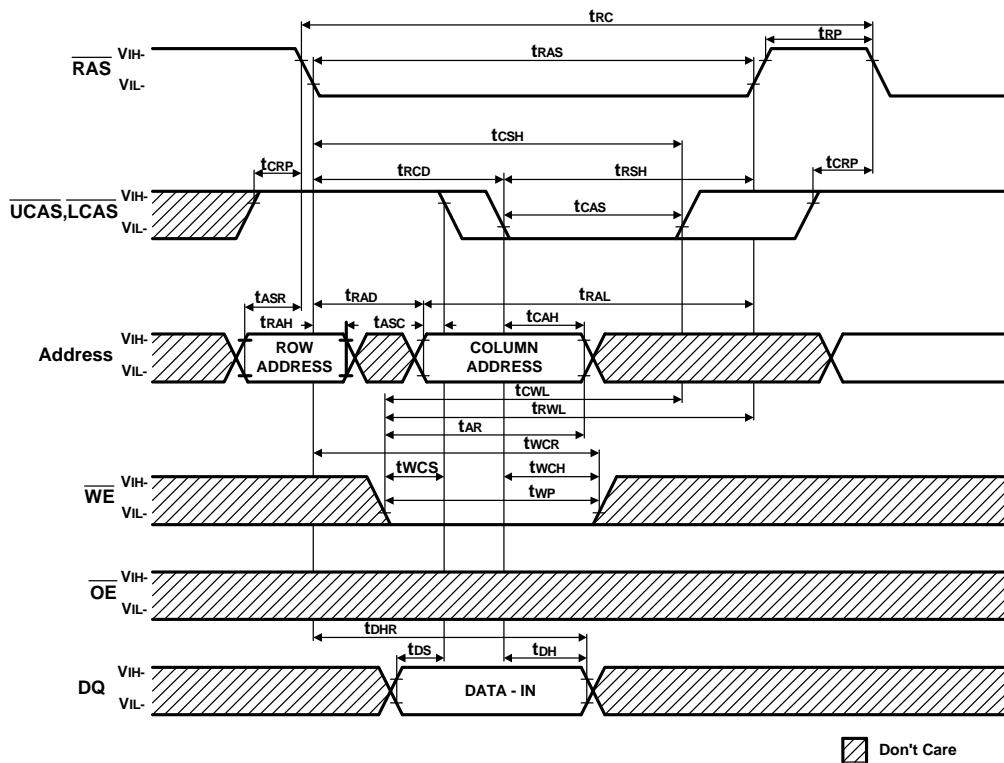 tRC
tRP
VIH-
RAS
tRAS
VIL-
tCSH
tCRP
tRCD
tRSH
tCRP
VIH-
UCAS,LCAS
tCAS
VIL-
tASR
tRAD
tRAL
tRAH
tASC
tCAH
VIH-
Address
ROW
ADDRESS
COLUMN
ADDRESS
VIL-
tCWL
tRWL
tAR
tWCR
tWCS
tWCH
VIH-
WE
tWP
VIL-
VIH-
OE
VIL-
tDHR
tDS
tDH
VIH-
DQ
DATA - IN
VIL-
Don't Care